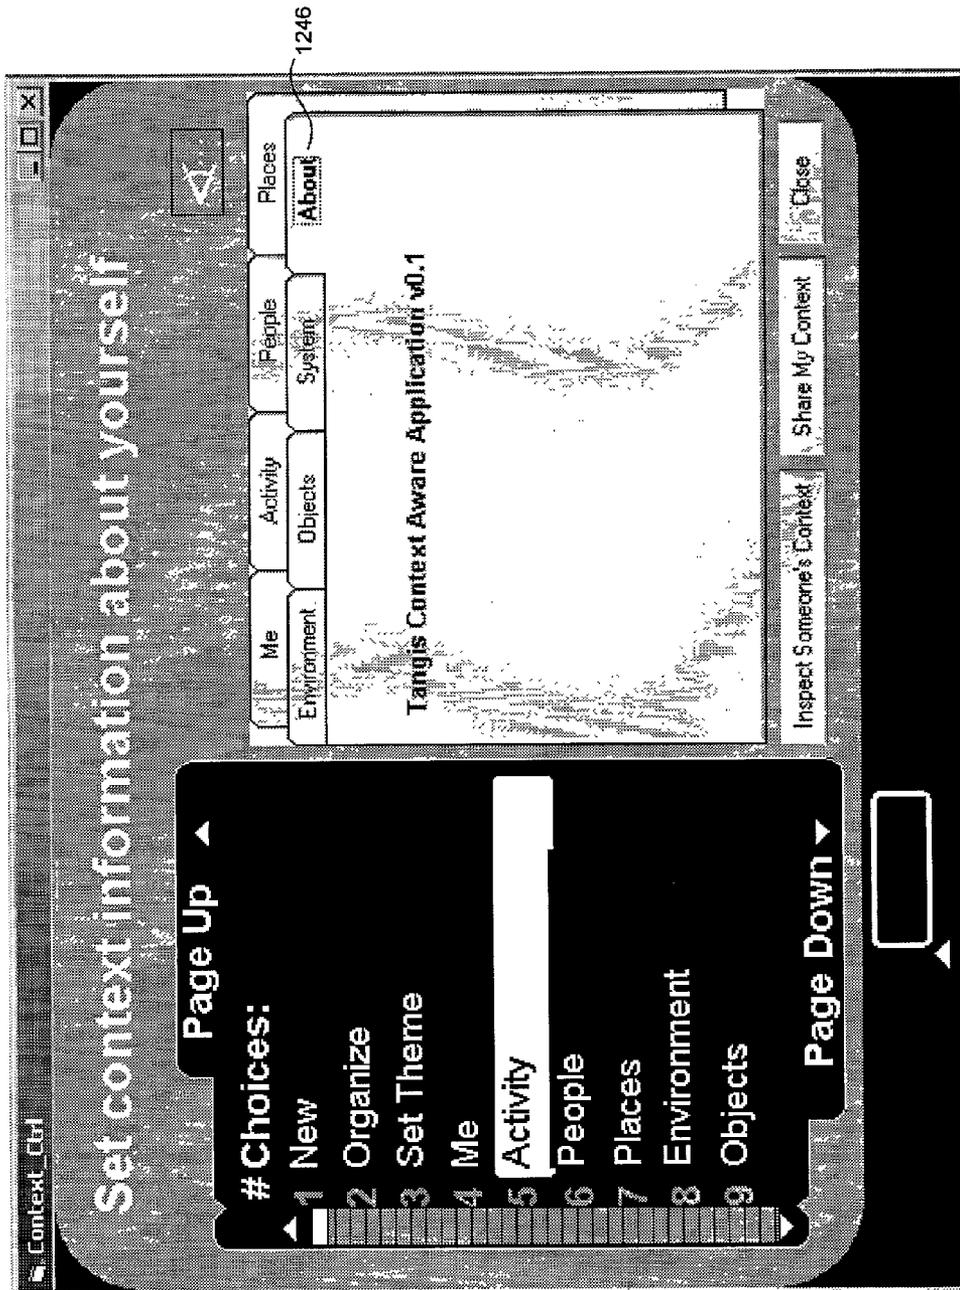 Context_Ctrl
Set context information about yourself
Page Up
# Choices:
1 New
2 Organize
3 Set Theme
4 Me
5 Activity
6 People
7 Places
8 Environment
9 Objects
Page Down
Me Activity People Places
Environment Objects System About
1246
Tangis Context Aware Application v0.1
Inspect Someone's Context Share My Context Close